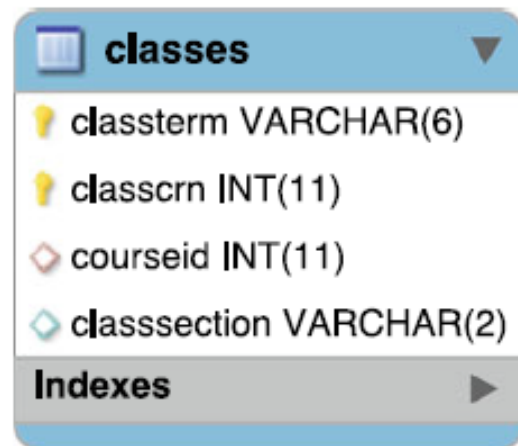 classes
classterm VARCHAR(6)
classcrn INT(11)
courseid INT(11)
classsection VARCHAR(2)
Indexes